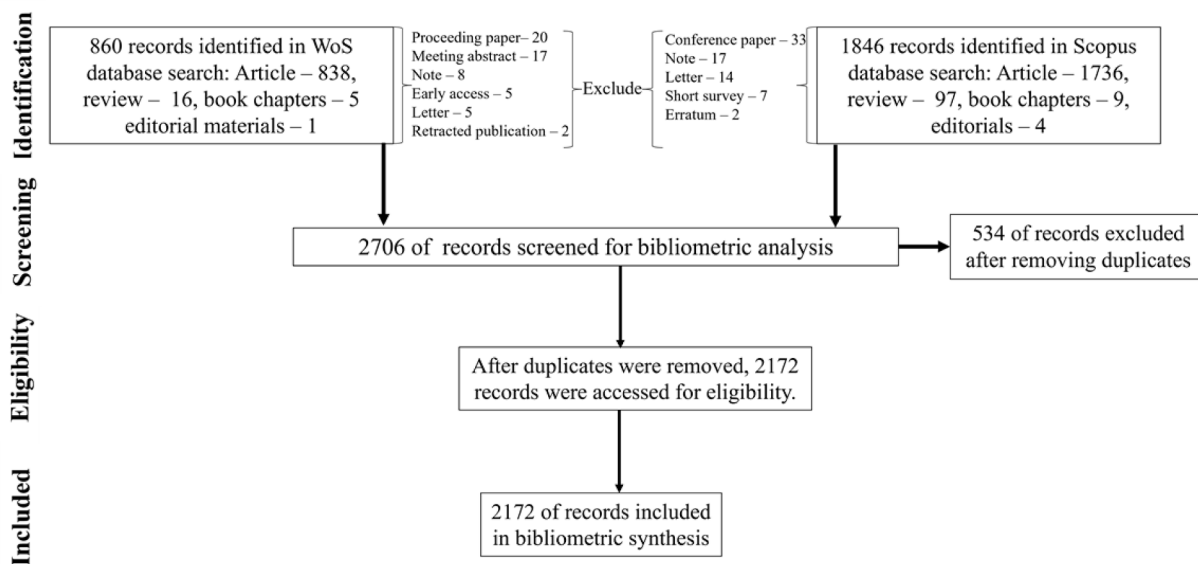 Identification
860 records identified in WoS
database search: Article – 838,
review –  16, book chapters – 5
editorial materials – 1
Proceeding paper– 20
Meeting abstract – 17
Note – 8
Early access – 5
Letter – 5
Retracted publication – 2
Exclude
Conference paper – 33
Note – 17
Letter – 14
Short survey – 7
Erratum – 2
1846 records identified in Scopus
database search: Article – 1736,
review –  97, book chapters – 9,
editorials – 4
Screening
2706 of  records screened for bibliometric analysis
534 of records excluded
after removing duplicates
Eligibility
After duplicates were removed, 2172
records were accessed for eligibility.
Included
2172 of records included
in bibliometric synthesis